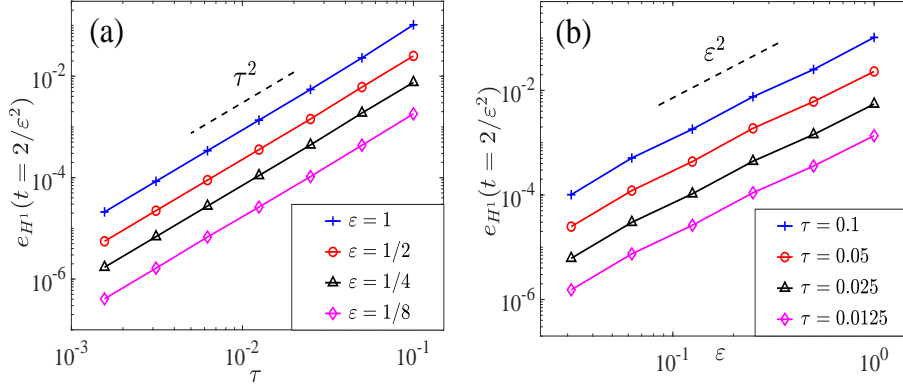 (a)
τ²
e_{H¹}(t = 2/ε²)
10⁻²
10⁻⁴
10⁻⁶
10⁻³
10⁻²
10⁻¹
τ
ε = 1
ε = 1/2
ε = 1/4
ε = 1/8
(b)
ε²
e_{H¹}(t = 2/ε²)
10⁻²
10⁻⁴
10⁻⁶
10⁻¹
10⁰
ε
τ = 0.1
τ = 0.05
τ = 0.025
τ = 0.0125